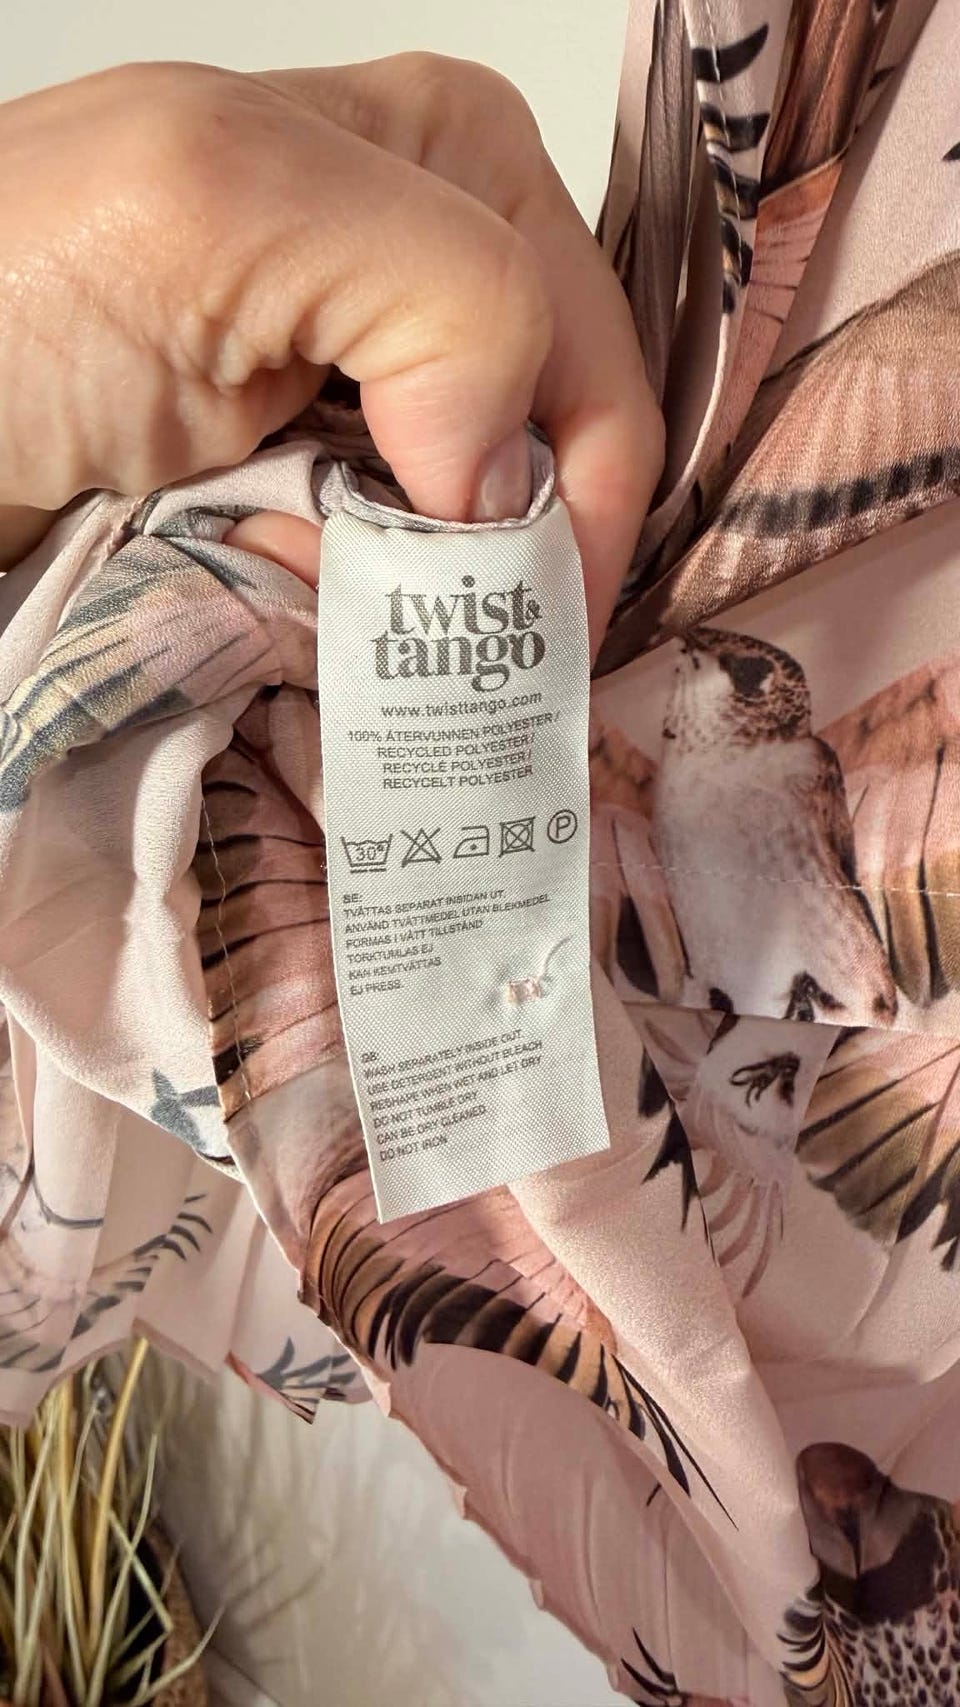 twist&
tango
www.twisttango.com
100% ÅTERVUNNEN POLYESTER /
RECYCLED POLYESTER /
RECYCLÉ POLYESTER /
RECYCELT POLYESTER
30°
P
SE:
TVÄTTAS SEPARAT INSIDAN UT.
ANVÄND TVÄTTMEDEL UTAN BLEKMEDEL
FORMAS I VÅTT TILLSTÅND
TORKTUMLAS EJ
KAN KEMTVÄTTAS
EJ PRESS.
GB:
WASH SEPARATELY INSIDE OUT.
USE DETERGENT WITHOUT BLEACH
RESHAPE WHEN WET AND LET DRY
DO NOT TUMBLE DRY
CAN BE DRY CLEANED
DO NOT IRON